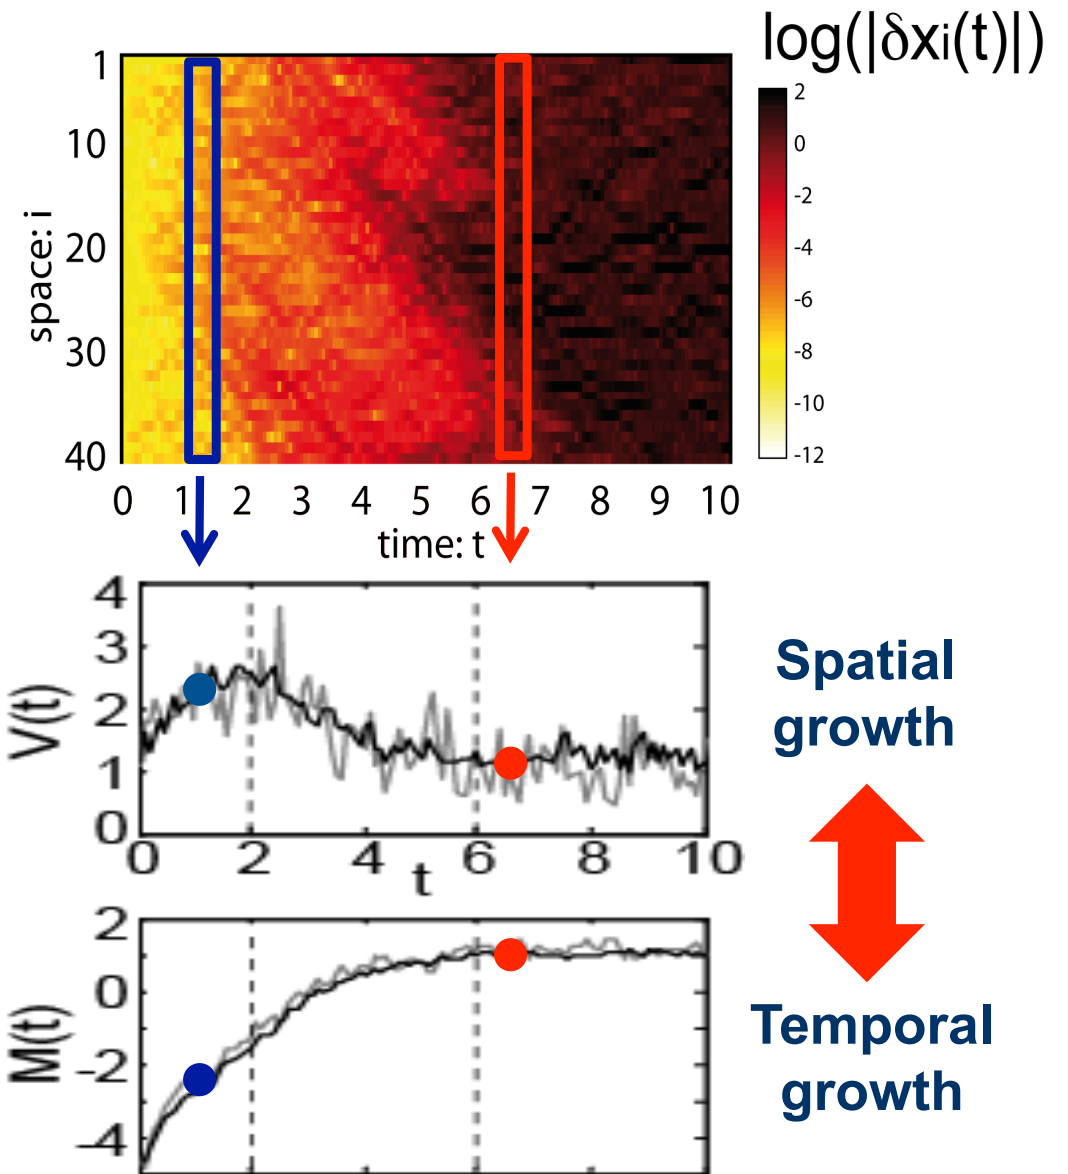 log(|δxi(t)|)
1
10
20
30
40
space: i
2
0
-2
-4
-6
-8
-10
-12
0 1 2 3 4 5 6 7 8 9 10
time: t
4
3
2
1
0
V(t)
0 2 4 6 8 10
t
Spatial
growth
2
0
-2
-4
M(t)
Temporal
growth